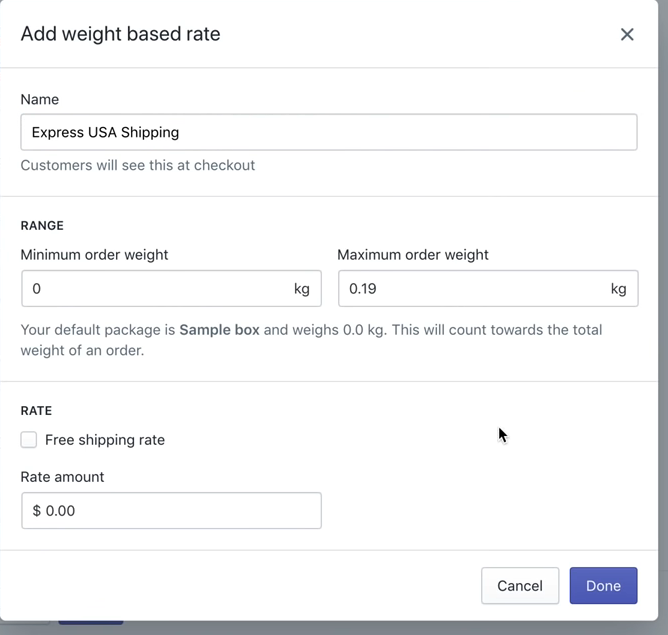 Add weight based rate
Name
Express USA Shipping
Customers will see this at checkout
RANGE
Minimum order weight
Maximum order weight
0 kg
0.19 kg
Your default package is Sample box and weighs 0.0 kg. This will count towards the total
weight of an order.
RATE
Free shipping rate
Rate amount
$ 0.00
Cancel
Done